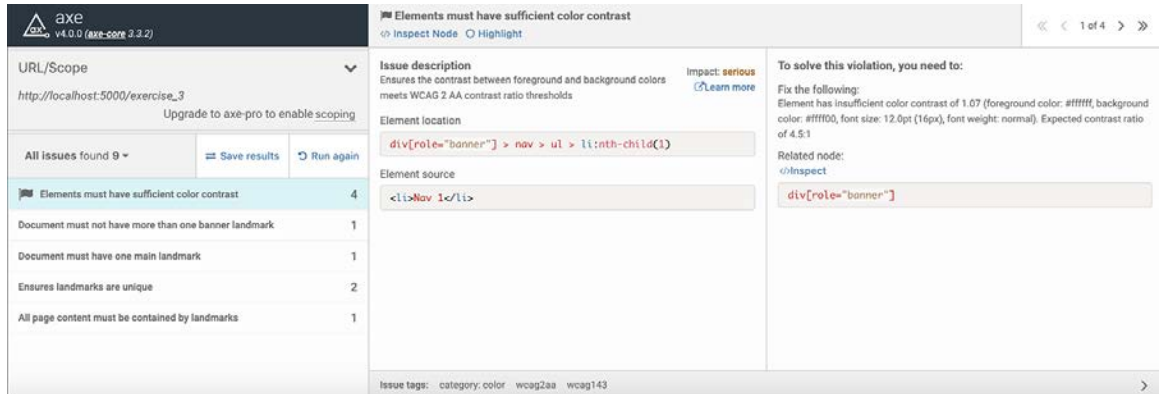 axe
v4.0.0 (axe-core 3.3.2)
URL/Scope
http://localhost:5000/exercise_3
Upgrade to axe-pro to enable scoping
All issues found 9
Save results
Run again
Elements must have sufficient color contrast 4
Document must not have more than one banner landmark 1
Document must have one main landmark 1
Ensures landmarks are unique 2
All page content must be contained by landmarks 1
Elements must have sufficient color contrast
</> Inspect Node Highlight
1 of 4
Issue description
Ensures the contrast between foreground and background colors
meets WCAG 2 AA contrast ratio thresholds
Impact: serious
Learn more
Element location
div[role="banner"] > nav > ul > li:nth-child(1)
Element source
<li>Nav 1</li>
To solve this violation, you need to:
Fix the following:
Element has insufficient color contrast of 1.07 (foreground color: #ffffff, background
color: #ffff00, font size: 12.0pt (16px), font weight: normal). Expected contrast ratio
of 4.5:1
Related node:
</>Inspect
div[role="banner"]
Issue tags: category: color wcag2aa wcag143